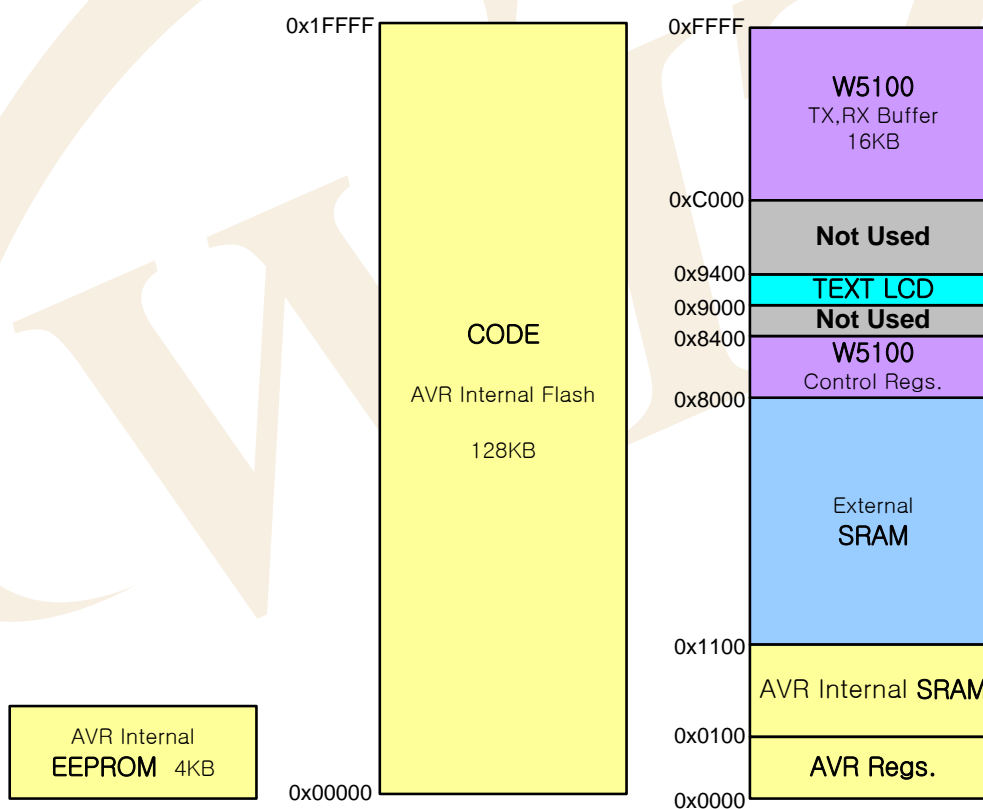 0x1FFFF
CODE
AVR Internal Flash
128KB
0x00000
AVR Internal
EEPROM 4KB
0xFFFF
W5100
TX,RX Buffer
16KB
0xC000
Not Used
0x9400
TEXT LCD
0x9000
Not Used
0x8400
W5100
Control Regs.
0x8000
External
SRAM
0x1100
AVR Internal SRAM
0x0100
AVR Regs.
0x0000